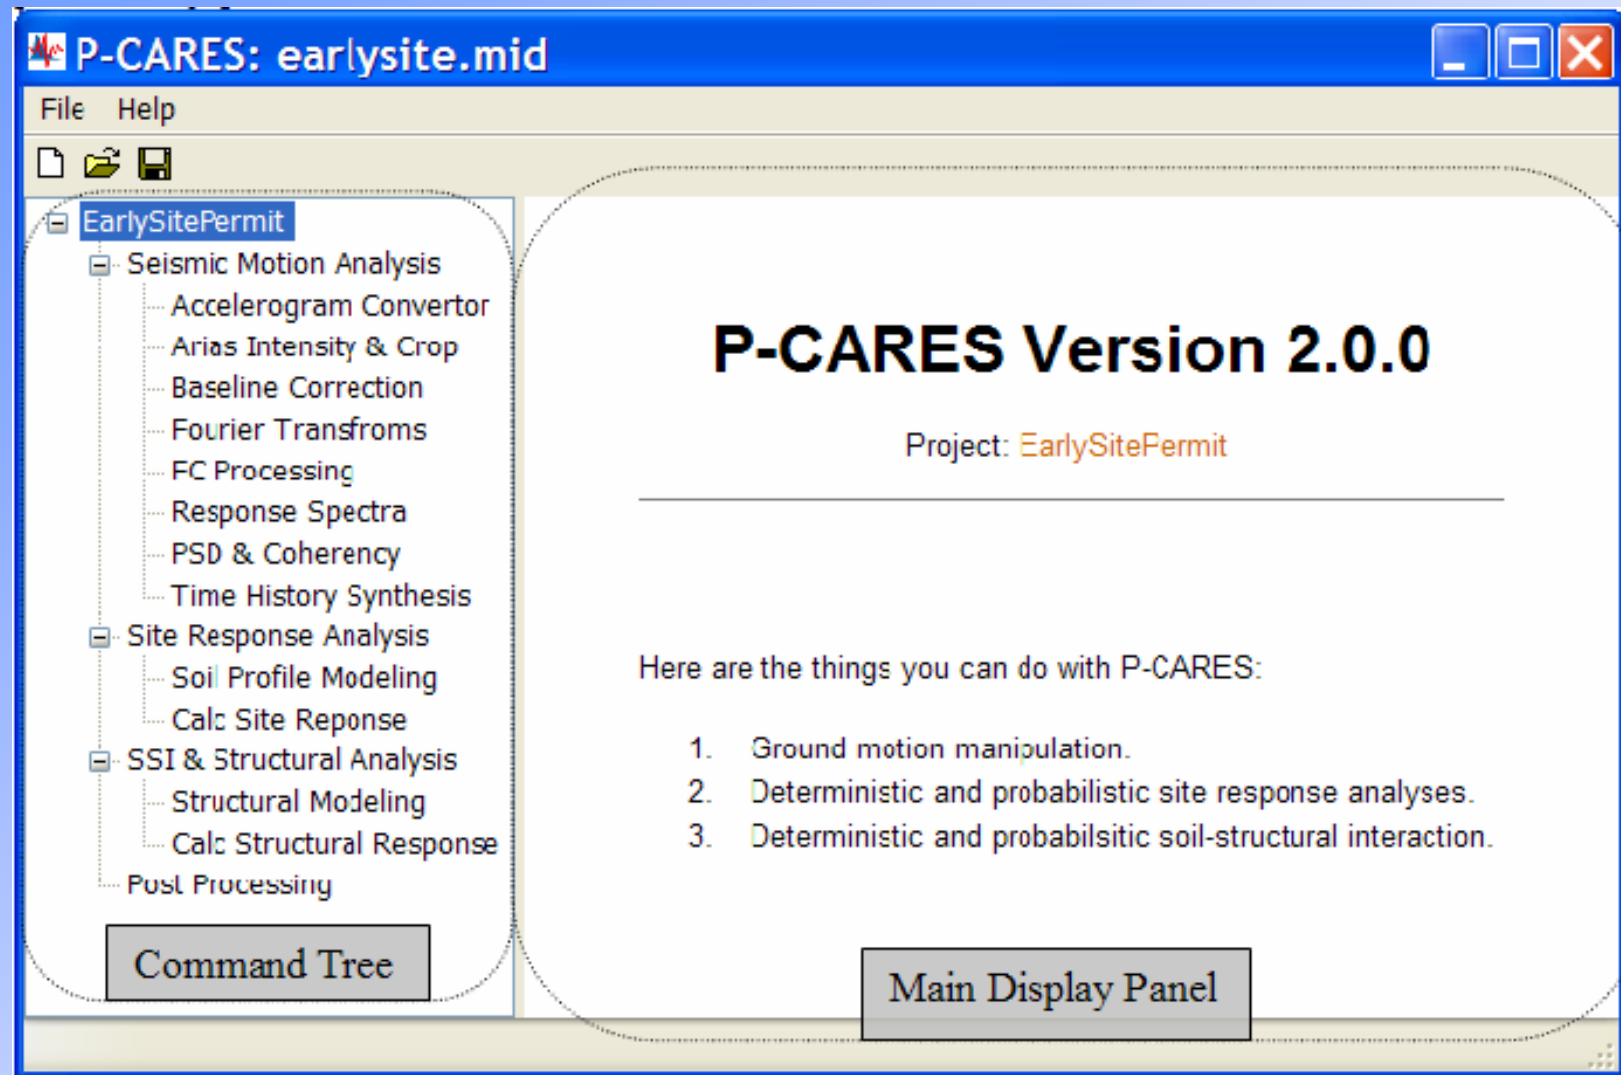 P-CARES: earlysite.mid
File Help
EarlySitePermit
Seismic Motion Analysis
Accelerogram Convertor
Arias Intensity & Crop
Baseline Correction
Fourier Transfroms
FC Processing
Response Spectra
PSD & Coherency
Time History Synthesis
Site Response Analysis
Soil Profile Modeling
Calc Site Reponse
SSI & Structural Analysis
Structural Modeling
Calc Structural Response
Post Processing
Command Tree
P-CARES Version 2.0.0
Project: EarlySitePermit
Here are the things you can do with P-CARES:
1. Ground motion manipulation.
2. Deterministic and probabilistic site response analyses.
3. Deterministic and probabilsitic soil-structural interaction.
Main Display Panel